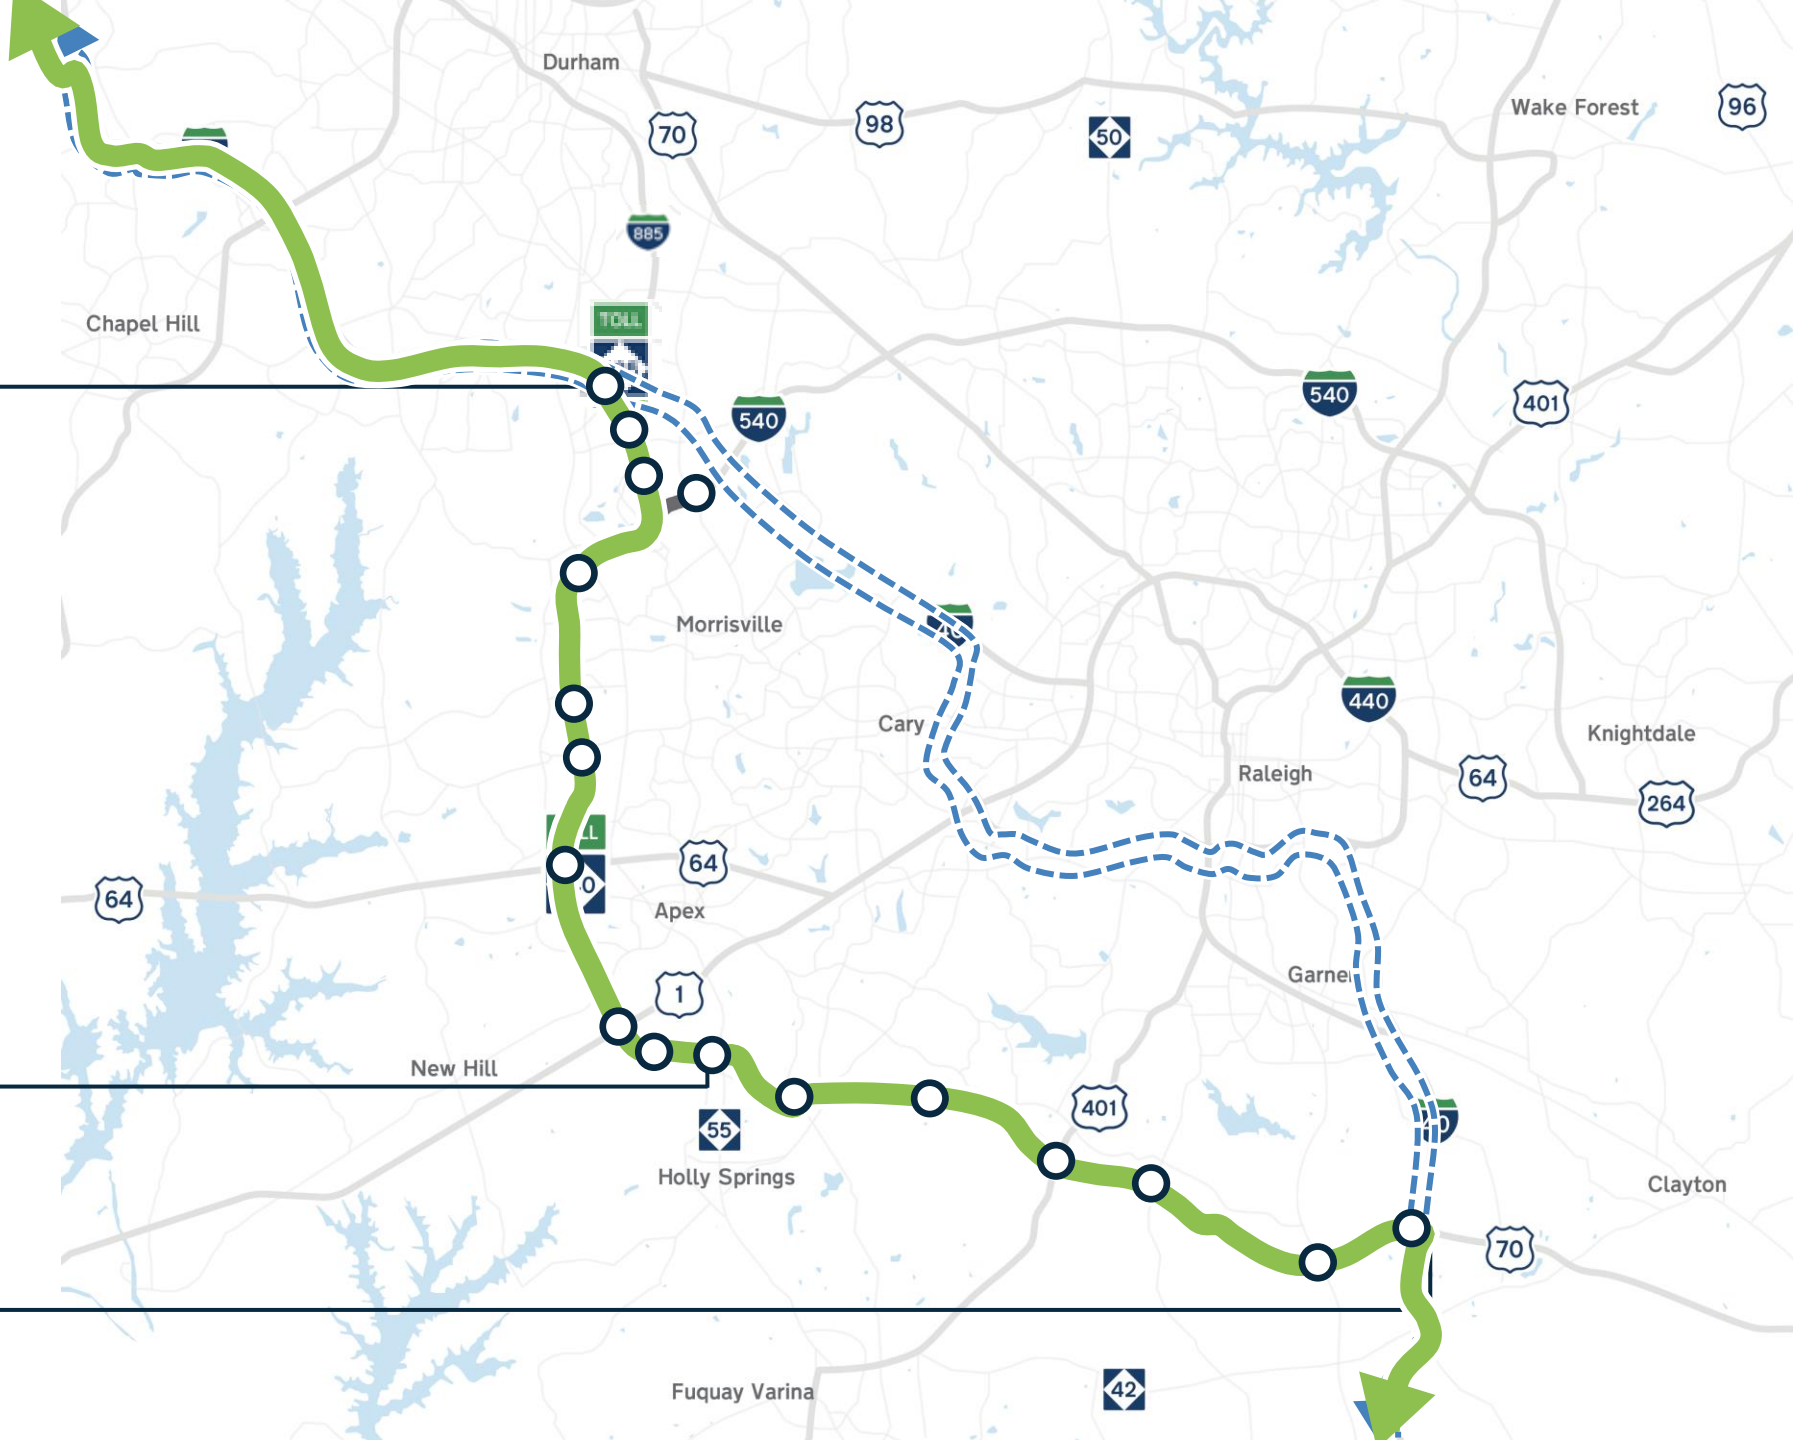 Durham
Wake Forest
96
98
70
50
885
Chapel Hill
TOLL
540
540
401
Morrisville
440
Cary
Knightdale
Raleigh
64
264
64
64
Apex
Garner
1
New Hill
401
55
Holly Springs
Clayton
70
Fuquay Varina
42